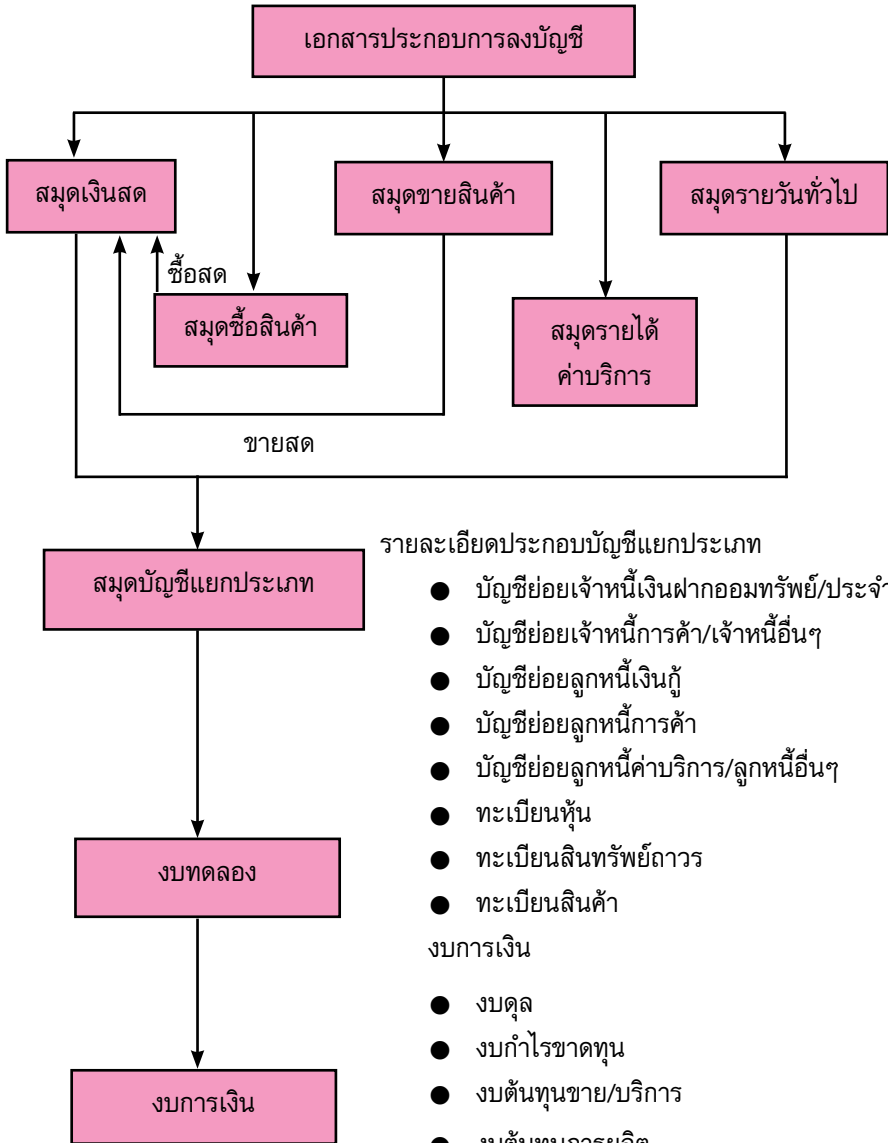 เอกสารประกอบการลงบัญชี
สมุดเงินสด
สมุดขายสินค้า
สมุดรายวันทั่วไป
ซื้อสด
สมุดซื้อสินค้า
สมุดรายได้
ค่าบริการ
ขายสด
รายละเอียดประกอบบัญชีแยกประเภท
สมุดบัญชีแยกประเภท
● บัญชีย่อยเจ้าหนี้เงินฝากออมทรัพย์/ประจำ
● บัญชีย่อยเจ้าหนี้การค้า/เจ้าหนี้อื่นๆ
● บัญชีย่อยลูกหนี้เงินกู้
● บัญชีย่อยลูกหนี้การค้า
● บัญชีย่อยลูกหนี้ค่าบริการ/ลูกหนี้อื่นๆ
● ทะเบียนหุ้น
● ทะเบียนสินทรัพย์ถาวร
● ทะเบียนสินค้า
งบทดลอง
งบการเงิน
● งบดุล
● งบกำไรขาดทุน
● งบต้นทุนขาย/บริการ
● งบต้นทุนการผลิต
งบการเงิน